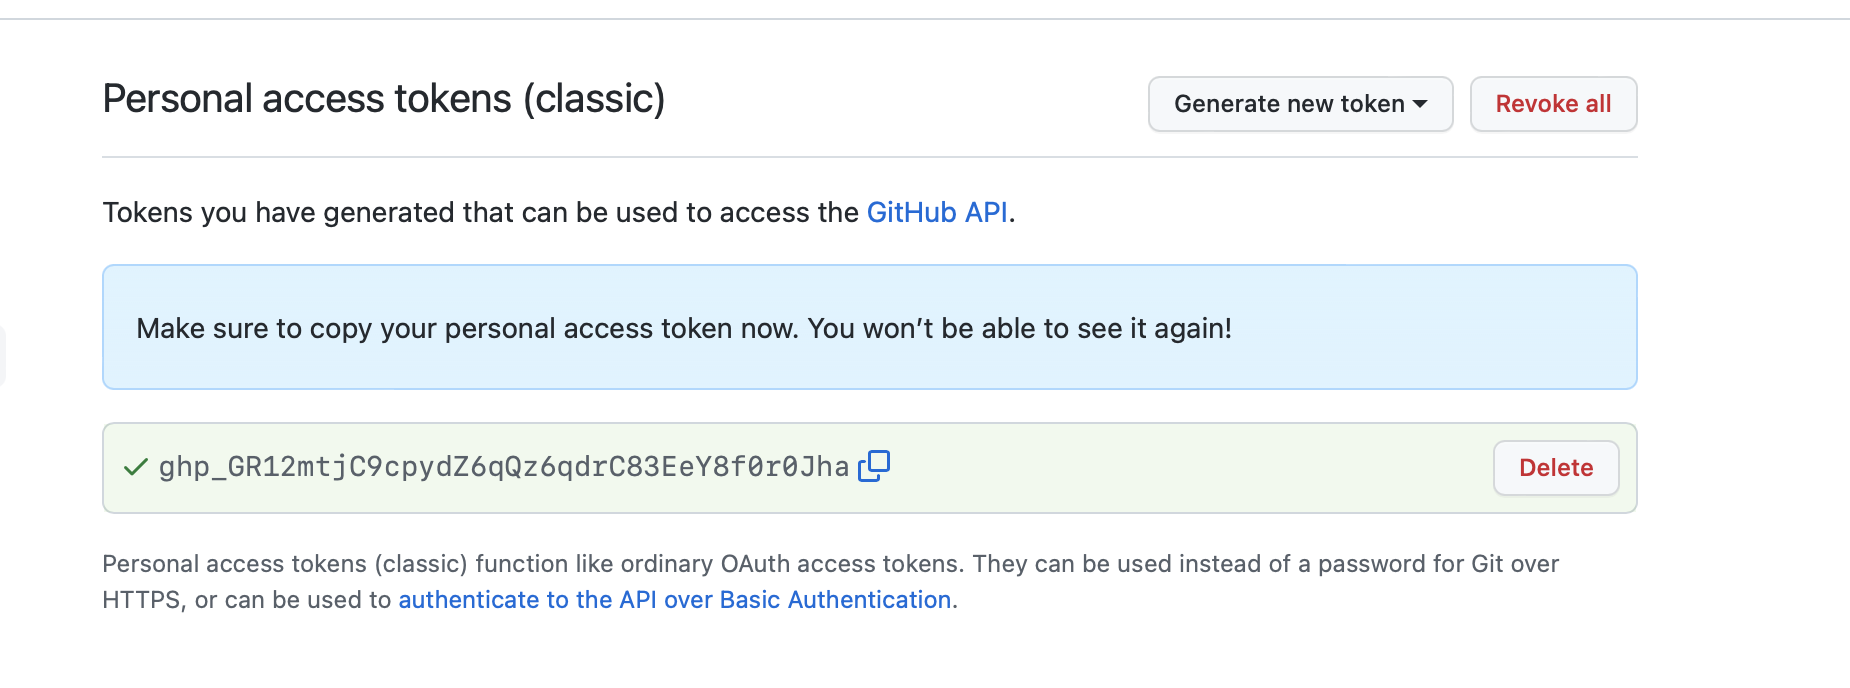 Personal access tokens (classic)
Generate new token
Revoke all
Tokens you have generated that can be used to access the GitHub API.
Make sure to copy your personal access token now. You won’t be able to see it again!
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
Delete
Personal access tokens (classic) function like ordinary OAuth access tokens. They can be used instead of a password for Git over
HTTPS, or can be used to authenticate to the API over Basic Authentication.